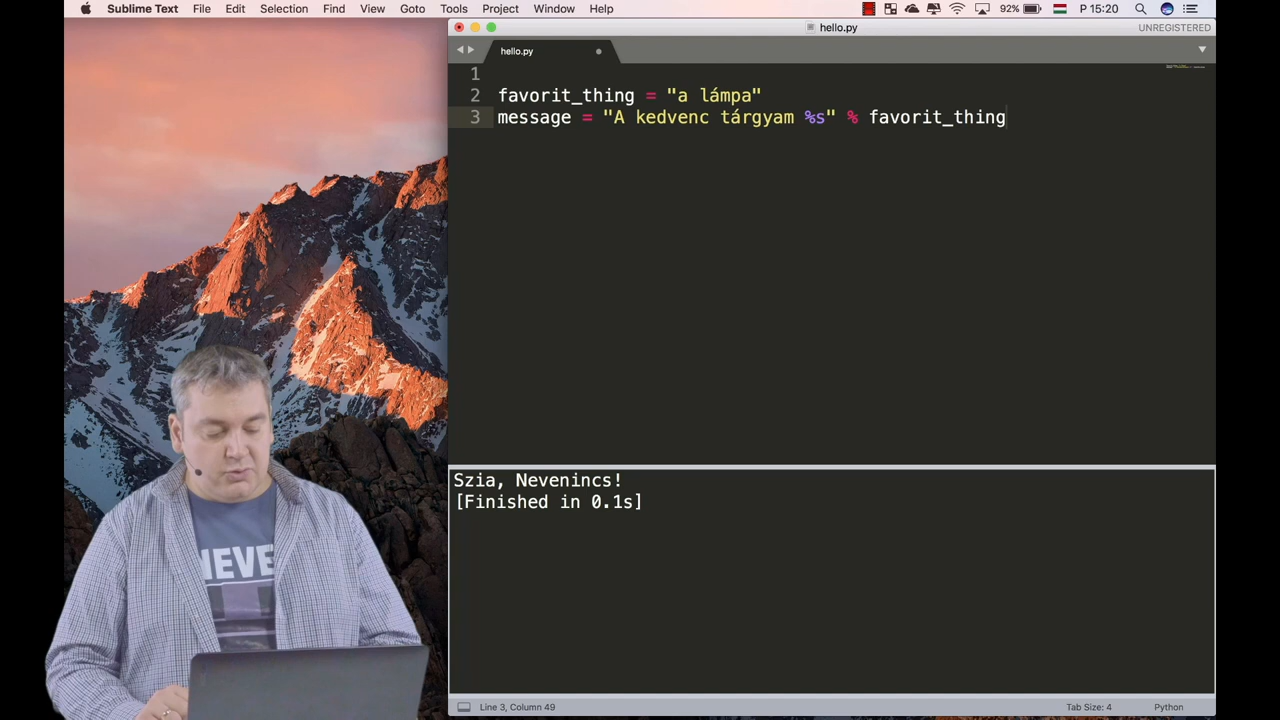 Sublime Text File Edit Selection Find View Goto Tools Project Window Help 92% P 15:20
hello.py UNREGISTERED
hello.py
1
2 favorit_thing = "a lámpa"
3 message = "A kedvenc tárgyam %s" % favorit_thing
Szia, Nevenincs!
[Finished in 0.1s]
NEVE
Line 3, Column 49 Tab Size: 4 Python